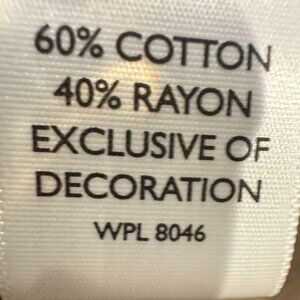 60% COTTON
40% RAYON
EXCLUSIVE OF
DECORATION
WPL 8046